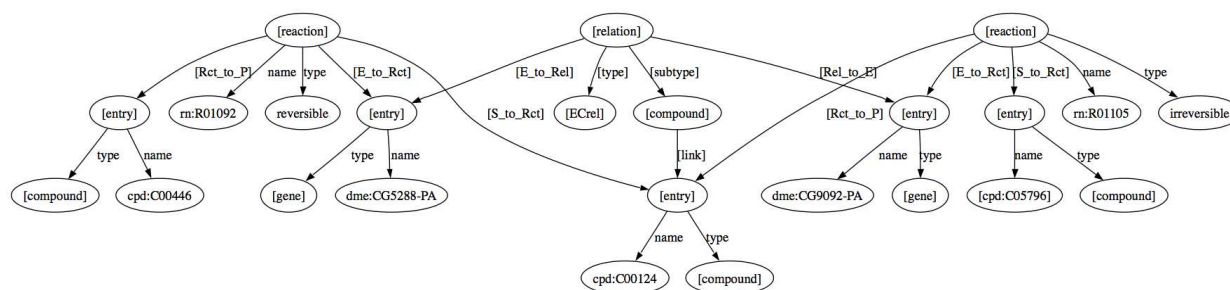 [reaction] [relation] [reaction]
[Rct_to_P] name type [E_to_Rct] [E_to_Rel] [type] [subtype] [Rel_to_E] [E_to_Rct] [S_to_Rct] name type
[entry] rn:R01092 reversible [entry] [S_to_Rct] [ECrel] [compound] [Rct_to_P] [entry] [entry] rn:R01105 irreversible
type name type name [link] name type name type
[compound] cpd:C00446 [gene] dme:CG5288-PA [entry] dme:CG9092-PA [gene] [cpd:C05796] [compound]
name type
cpd:C00124 [compound]